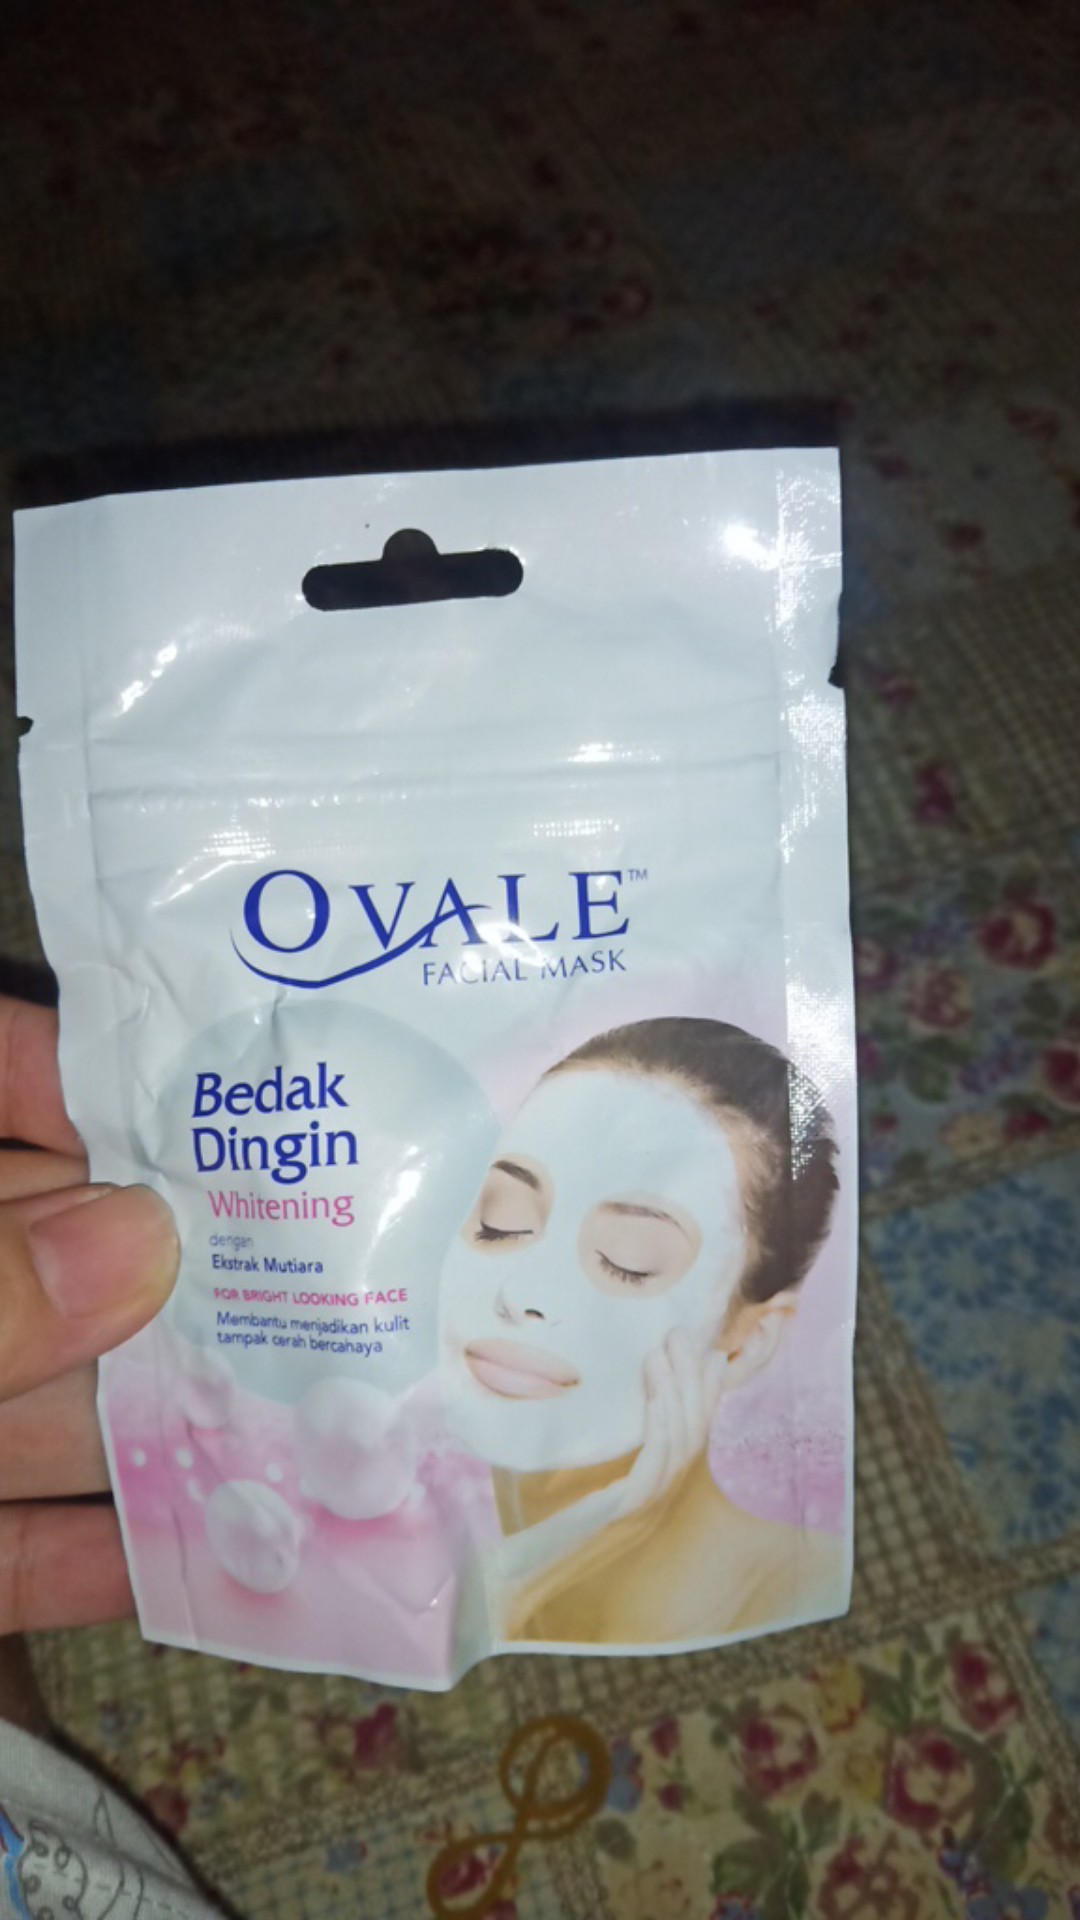 OVALE™
FACIAL MASK
Bedak
Dingin
Whitening
dengan
Ekstrak Mutiara
FOR BRIGHT LOOKING FACE
Membantu menjadikan kulit
tampak cerah bercahaya